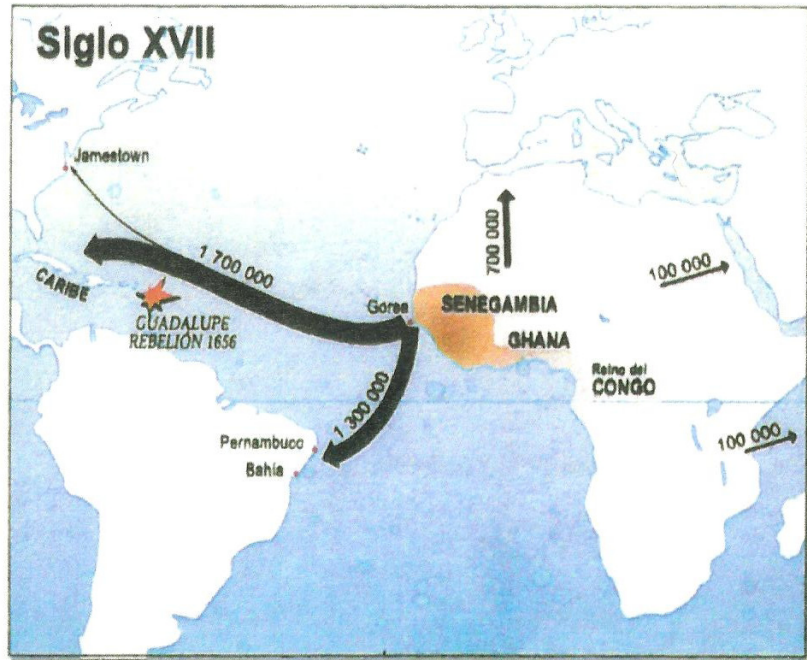 Siglo XVII
Jamestown
1 700 000
CARIBE
GUADALUPE
REBELIÓN 1656
Gorea
SENEGAMBIA
GHANA
700 000
100 000
Reino del
CONGO
1 300 000
Pernambuco
Bahía
100 000